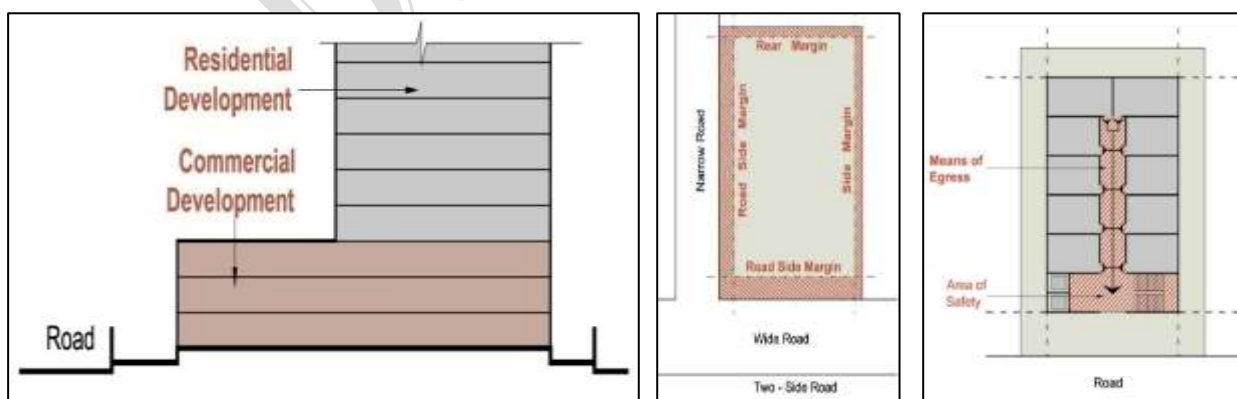 Residential
Development
Commercial
Development
Road
Rear Margin
Narrow Road
Road Side Margin
Side Margin
Road Side Margin
Wide Road
Two - Side Road
Means of
Egress
Area of
Safety
Road